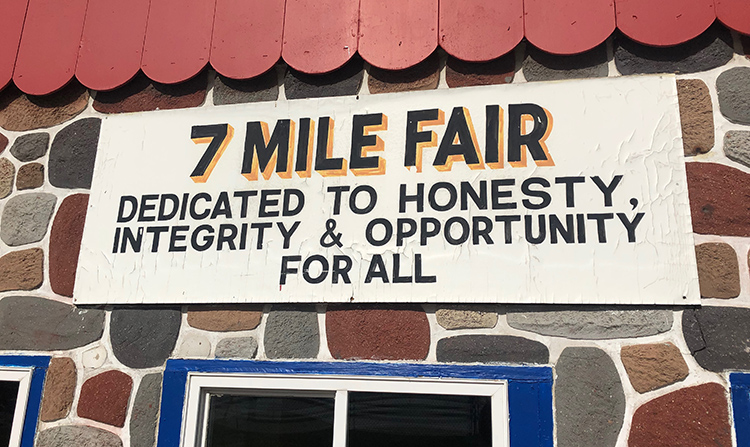 7 MILE FAIR
DEDICATED TO HONESTY,
INTEGRITY & OPPORTUNITY
FOR ALL